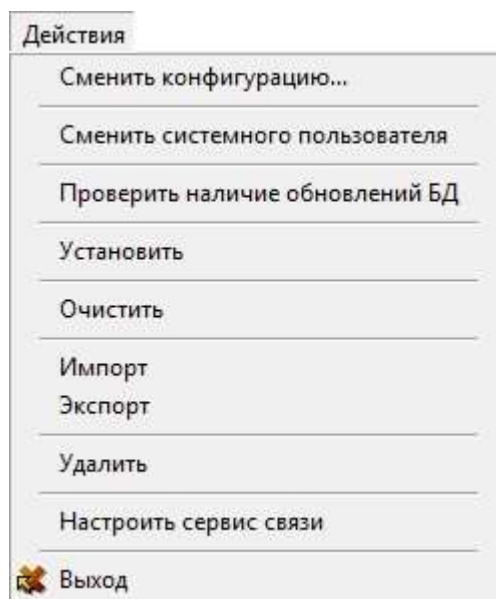 Действия
Сменить конфигурацию...
Сменить системного пользователя
Проверить наличие обновлений БД
Установить
Очистить
Импорт
Экспорт
Удалить
Настроить сервис связи
Выход